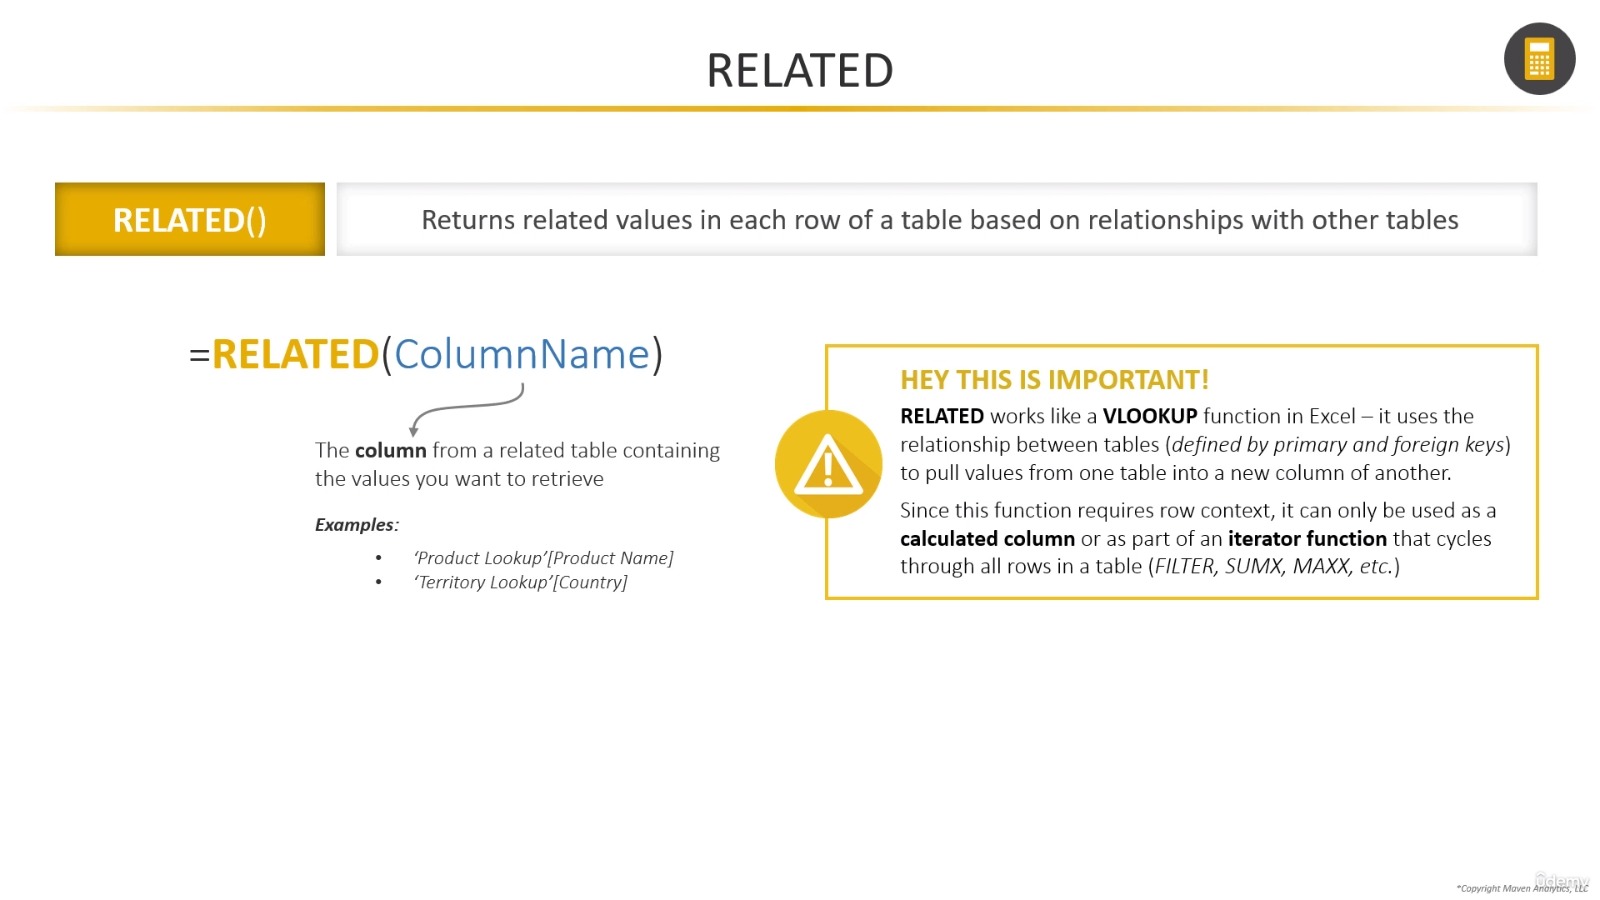 RELATED
RELATED()
Returns related values in each row of a table based on relationships with other tables
=RELATED(ColumnName)
The column from a related table containing
the values you want to retrieve
Examples:
• ‘Product Lookup’[Product Name]
• ‘Territory Lookup’[Country]
HEY THIS IS IMPORTANT!
RELATED works like a VLOOKUP function in Excel – it uses the
relationship between tables (defined by primary and foreign keys)
to pull values from one table into a new column of another.
Since this function requires row context, it can only be used as a
calculated column or as part of an iterator function that cycles
through all rows in a table (FILTER, SUMX, MAXX, etc.)
*Copyright Maven Analytics, LLC
ûdemy